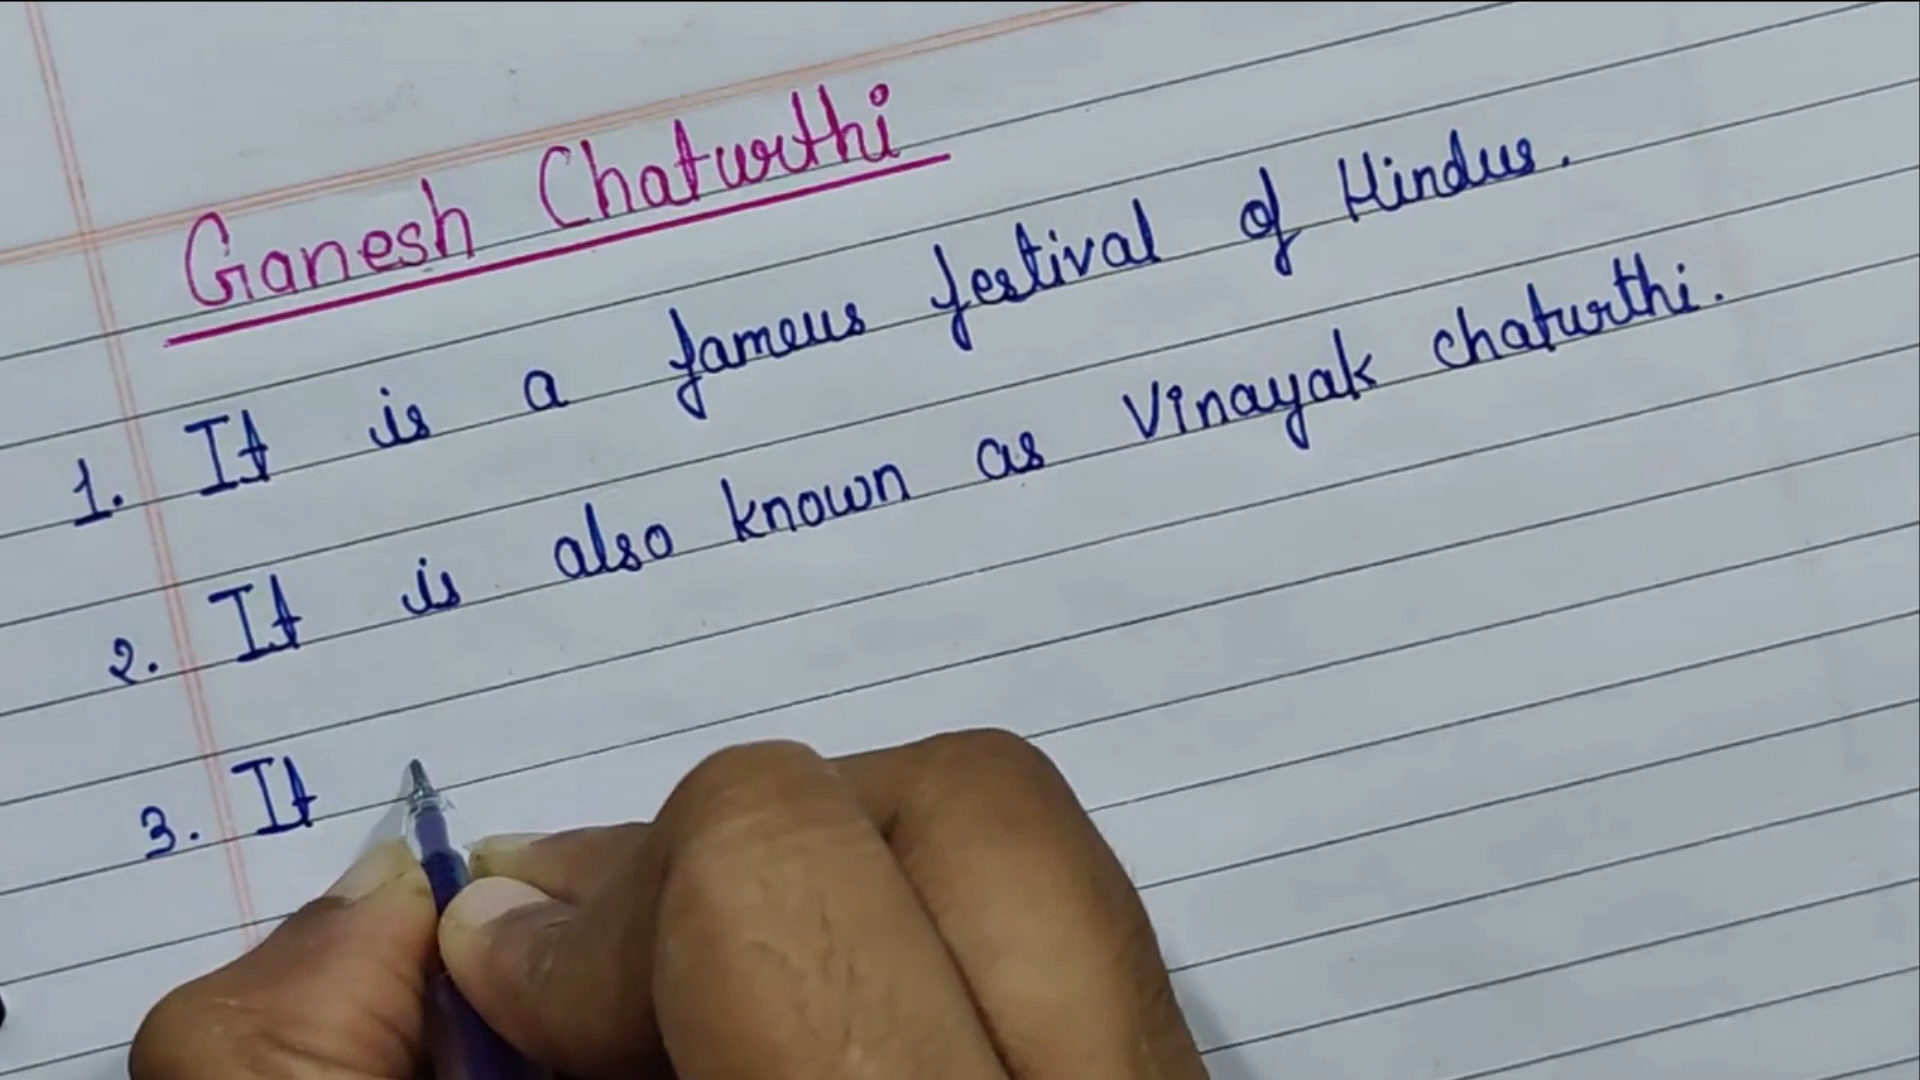 Ganesh Chaturthi
1. It is a famous festival of Hindus.
2. It is also known as Vinayak chaturthi.
3. It